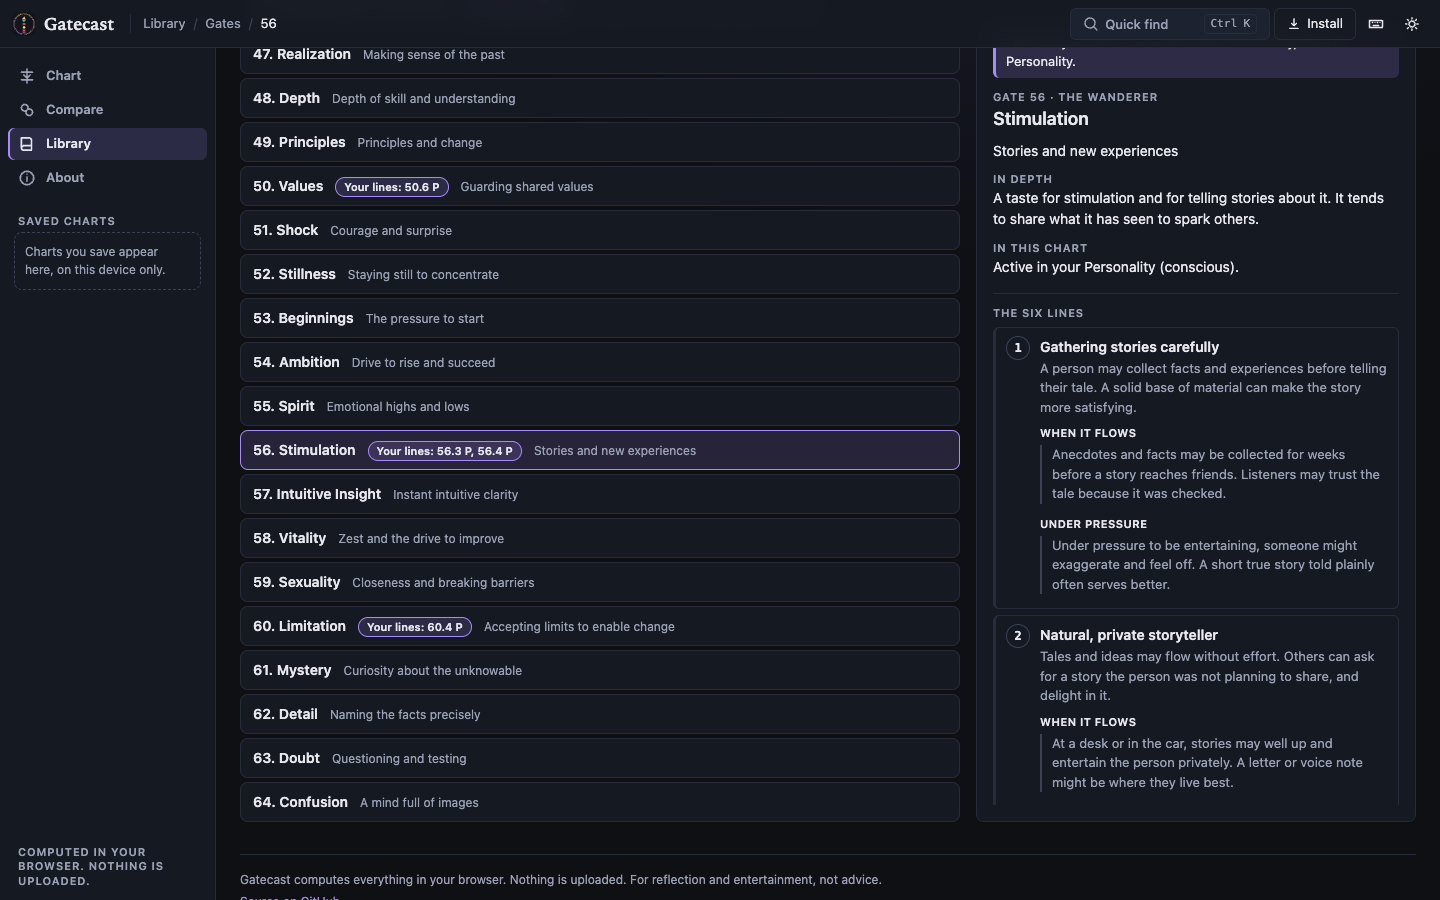 Gatecast
Library / Gates / 56
Quick find
Ctrl K
Install
Chart
Compare
Library
About
SAVED CHARTS
Charts you save appear
here, on this device only.
COMPUTED IN YOUR
BROWSER. NOTHING IS
UPLOADED.
47. Realization Making sense of the past
48. Depth Depth of skill and understanding
49. Principles Principles and change
50. Values Your lines: 50.6 P Guarding shared values
51. Shock Courage and surprise
52. Stillness Staying still to concentrate
53. Beginnings The pressure to start
54. Ambition Drive to rise and succeed
55. Spirit Emotional highs and lows
56. Stimulation Your lines: 56.3 P, 56.4 P Stories and new experiences
57. Intuitive Insight Instant intuitive clarity
58. Vitality Zest and the drive to improve
59. Sexuality Closeness and breaking barriers
60. Limitation Your lines: 60.4 P Accepting limits to enable change
61. Mystery Curiosity about the unknowable
62. Detail Naming the facts precisely
63. Doubt Questioning and testing
64. Confusion A mind full of images
Personality.
GATE 56 · THE WANDERER
Stimulation
Stories and new experiences
IN DEPTH
A taste for stimulation and for telling stories about it. It tends
to share what it has seen to spark others.
IN THIS CHART
Active in your Personality (conscious).
THE SIX LINES
1 Gathering stories carefully
A person may collect facts and experiences before telling
their tale. A solid base of material can make the story
more satisfying.
WHEN IT FLOWS
Anecdotes and facts may be collected for weeks
before a story reaches friends. Listeners may trust the
tale because it was checked.
UNDER PRESSURE
Under pressure to be entertaining, someone might
exaggerate and feel off. A short true story told plainly
often serves better.
2 Natural, private storyteller
Tales and ideas may flow without effort. Others can ask
for a story the person was not planning to share, and
delight in it.
WHEN IT FLOWS
At a desk or in the car, stories may well up and
entertain the person privately. A letter or voice note
might be where they live best.
Gatecast computes everything in your browser. Nothing is uploaded. For reflection and entertainment, not advice.
Source on GitHub